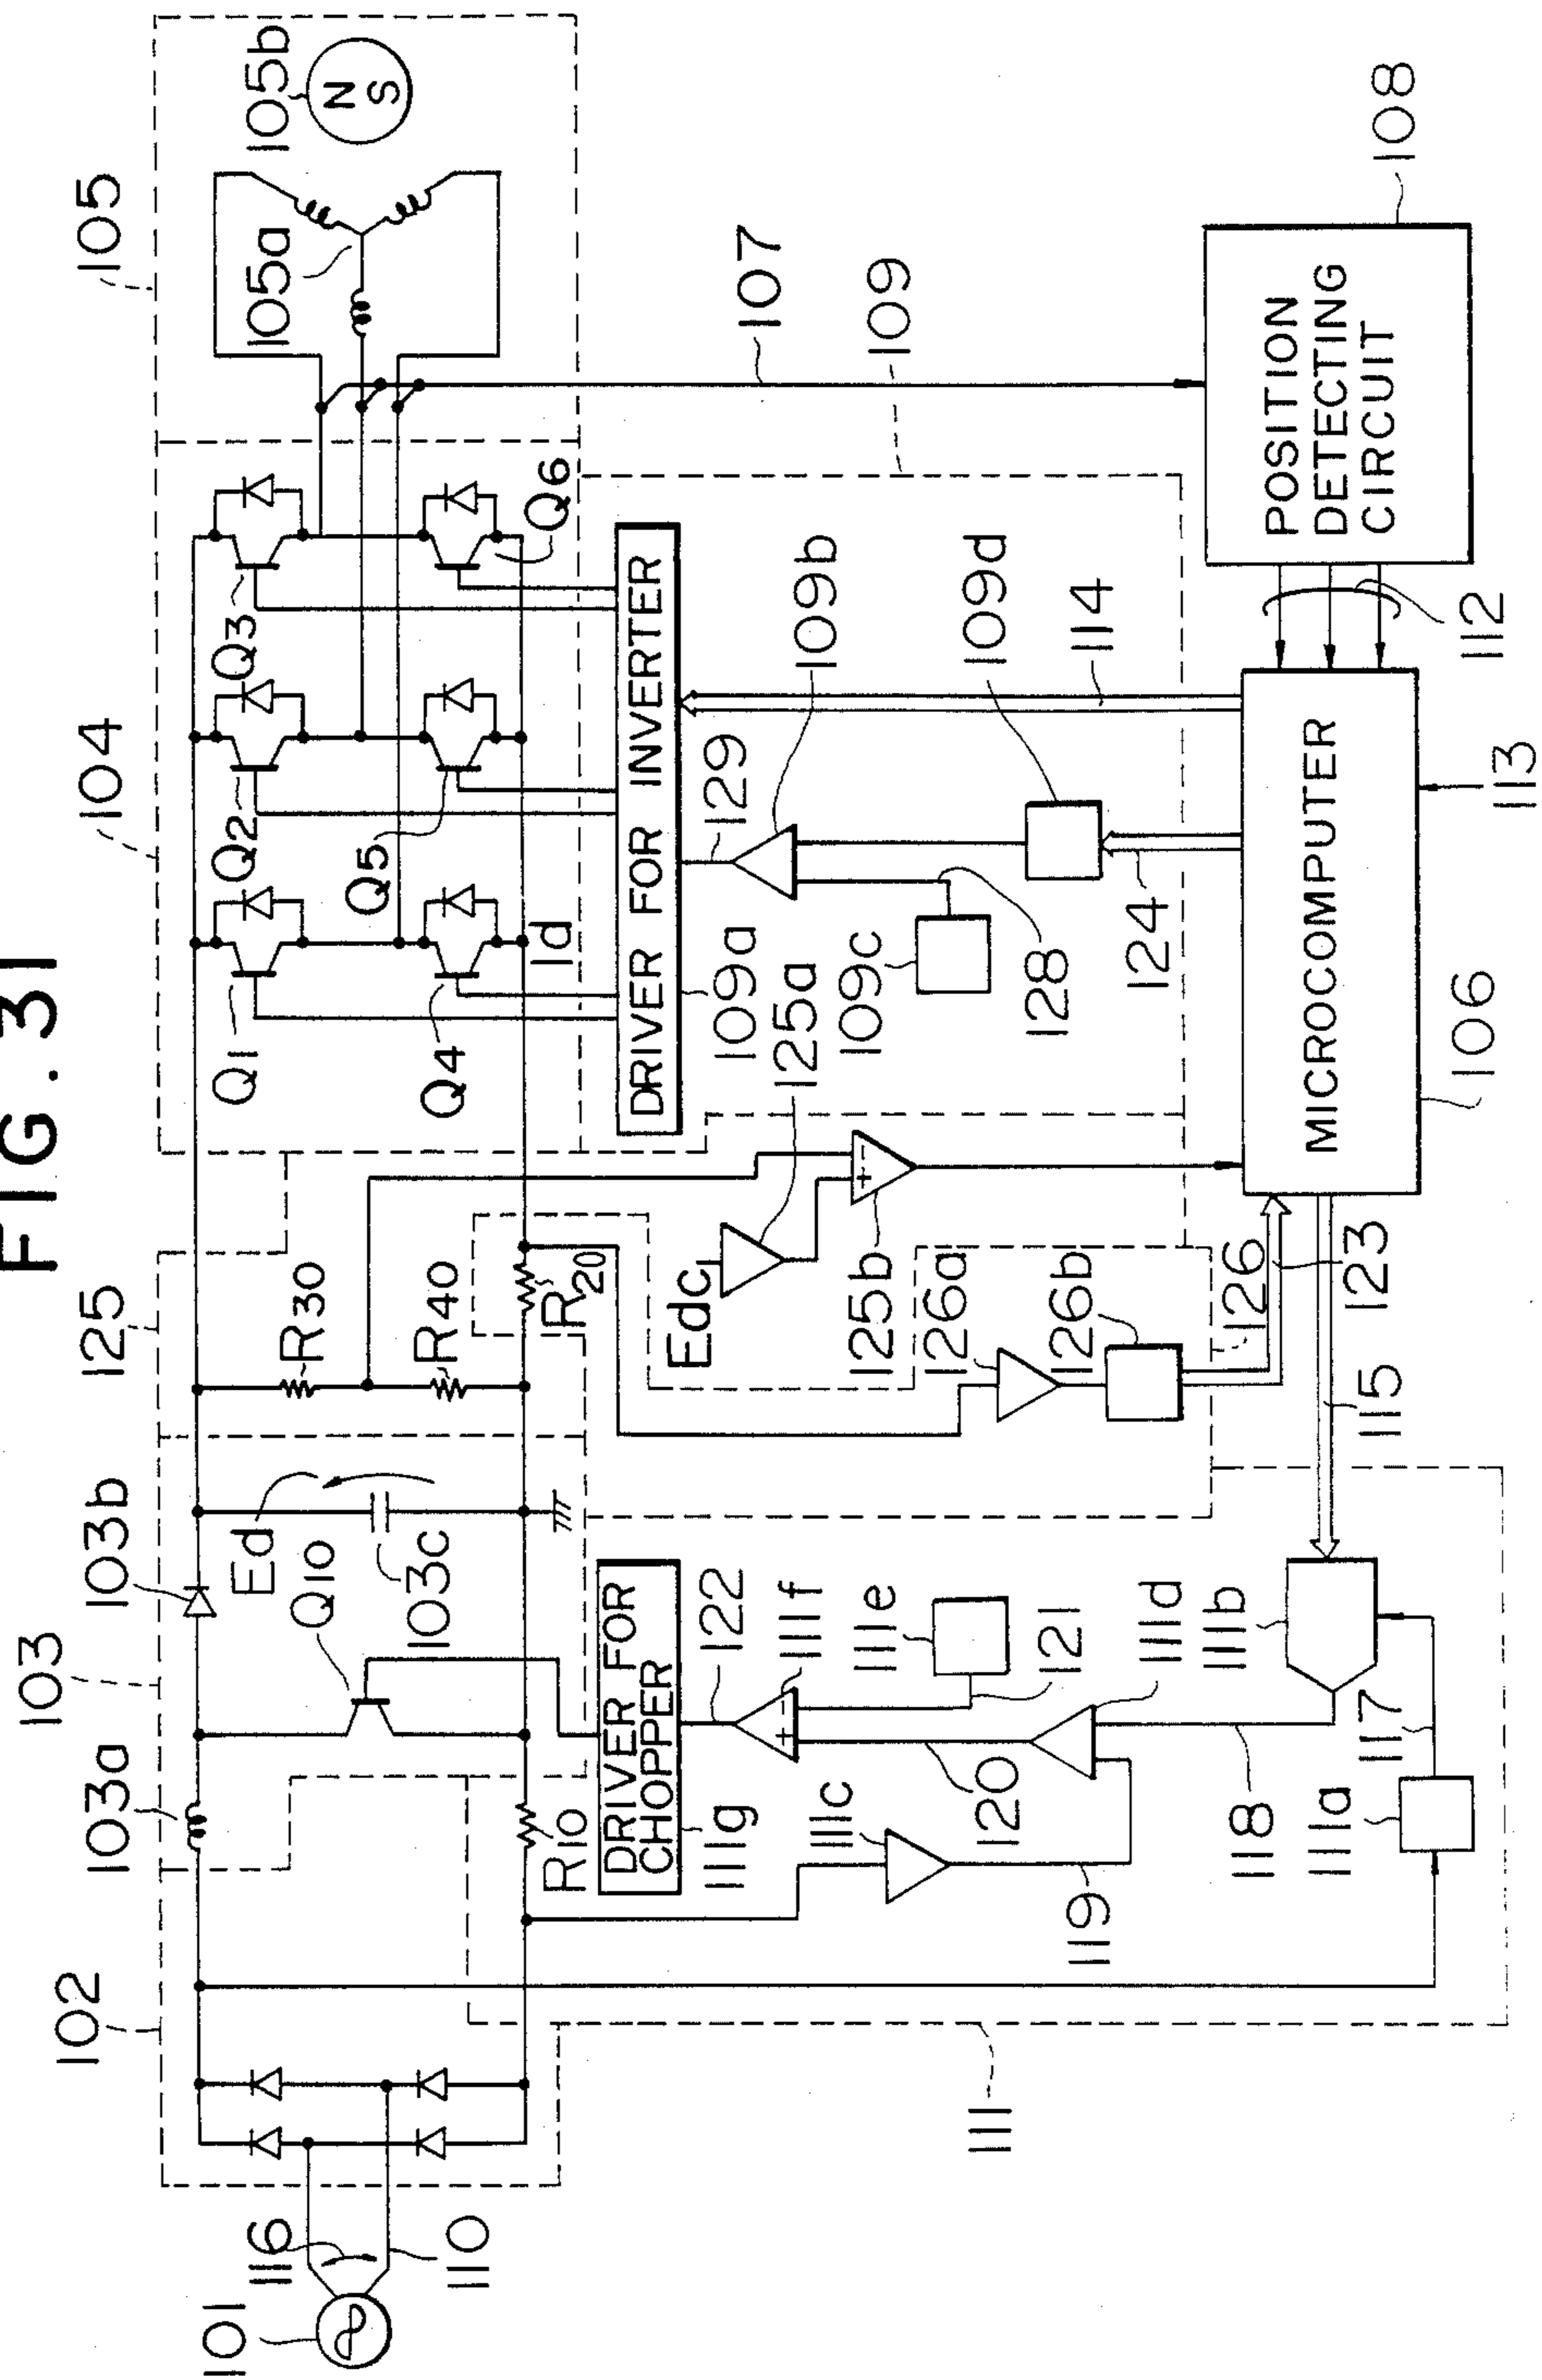 FIG. 31
101
116
110
102
103
103a
103b
Q10
Ed
103c
R10
125
R30
R40
R20
104
Q1
Q2
Q3
Q4
Q5
Q6
Id
105
105a
105b
N
S
107
109
DRIVER FOR
CHOPPER
111g
122
111f
+
-
111e
121
111c
120
111d
119
118
111b
117
111a
111
115
123
Edc
125a
+
-
125b
126a
126b
126
DRIVER FOR INVERTER
109a
129
109b
109c
128
109d
124
114
MICROCOMPUTER
106
113
112
POSITION
DETECTING
CIRCUIT
108